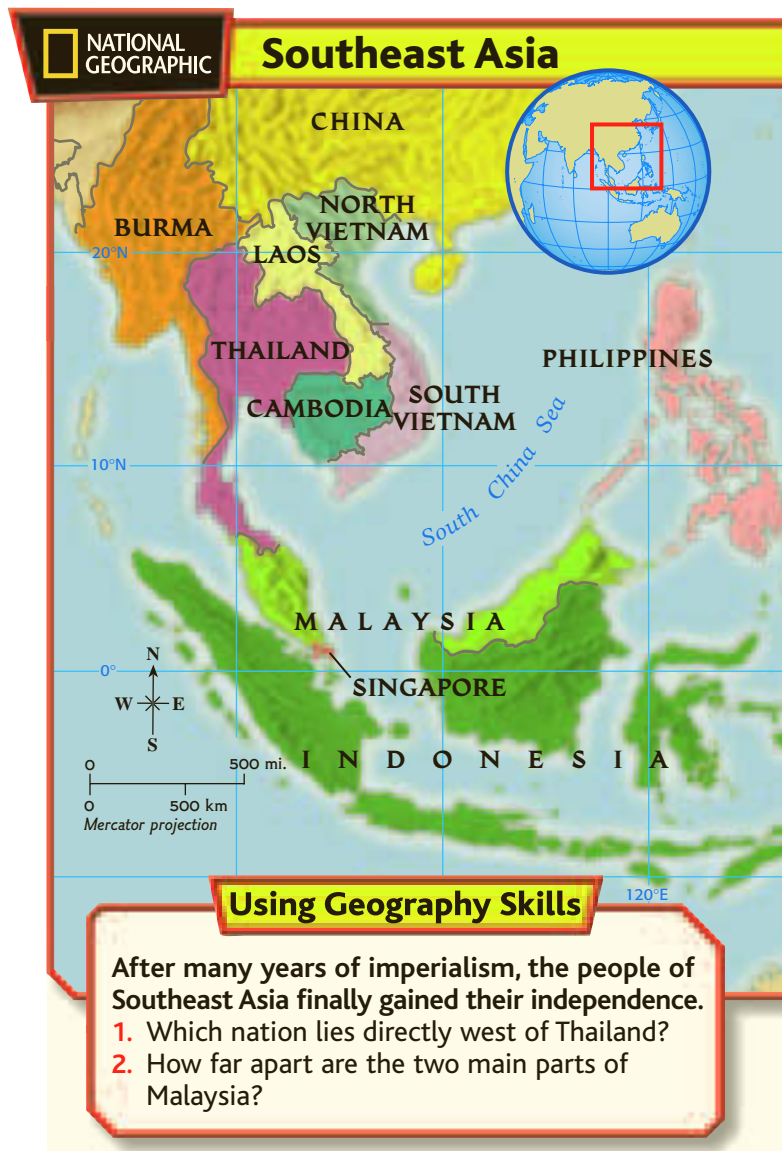 NATIONAL
GEOGRAPHIC
Southeast Asia
CHINA
NORTH
VIETNAM
BURMA
LAOS
20°N
THAILAND
PHILIPPINES
CAMBODIA
SOUTH
VIETNAM
South China Sea
10°N
MALAYSIA
0°
SINGAPORE
N
W E
S
INDONESIA
0 500 mi.
0 500 km
Mercator projection
120°E
Using Geography Skills
After many years of imperialism, the people of
Southeast Asia finally gained their independence.
1. Which nation lies directly west of Thailand?
2. How far apart are the two main parts of
Malaysia?